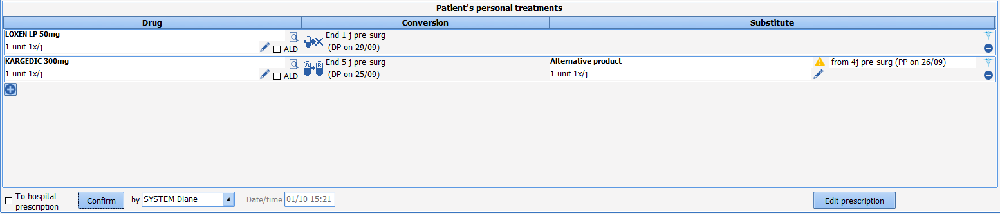 Patient's personal treatments
Drug Conversion Substitute
LOXEN LP 50mg
1 unit 1x/j
ALD
End 1 j pre-surg
(DP on 29/09)
KARGEDIC 300mg
1 unit 1x/j
ALD
A B
End 5 j pre-surg
(DP on 25/09)
Alternative product
1 unit 1x/j
from 4j pre-surg (PP on 26/09)
To hospital
prescription
Confirm by SYSTEM Diane Date/time 01/10 15:21 Edit prescription